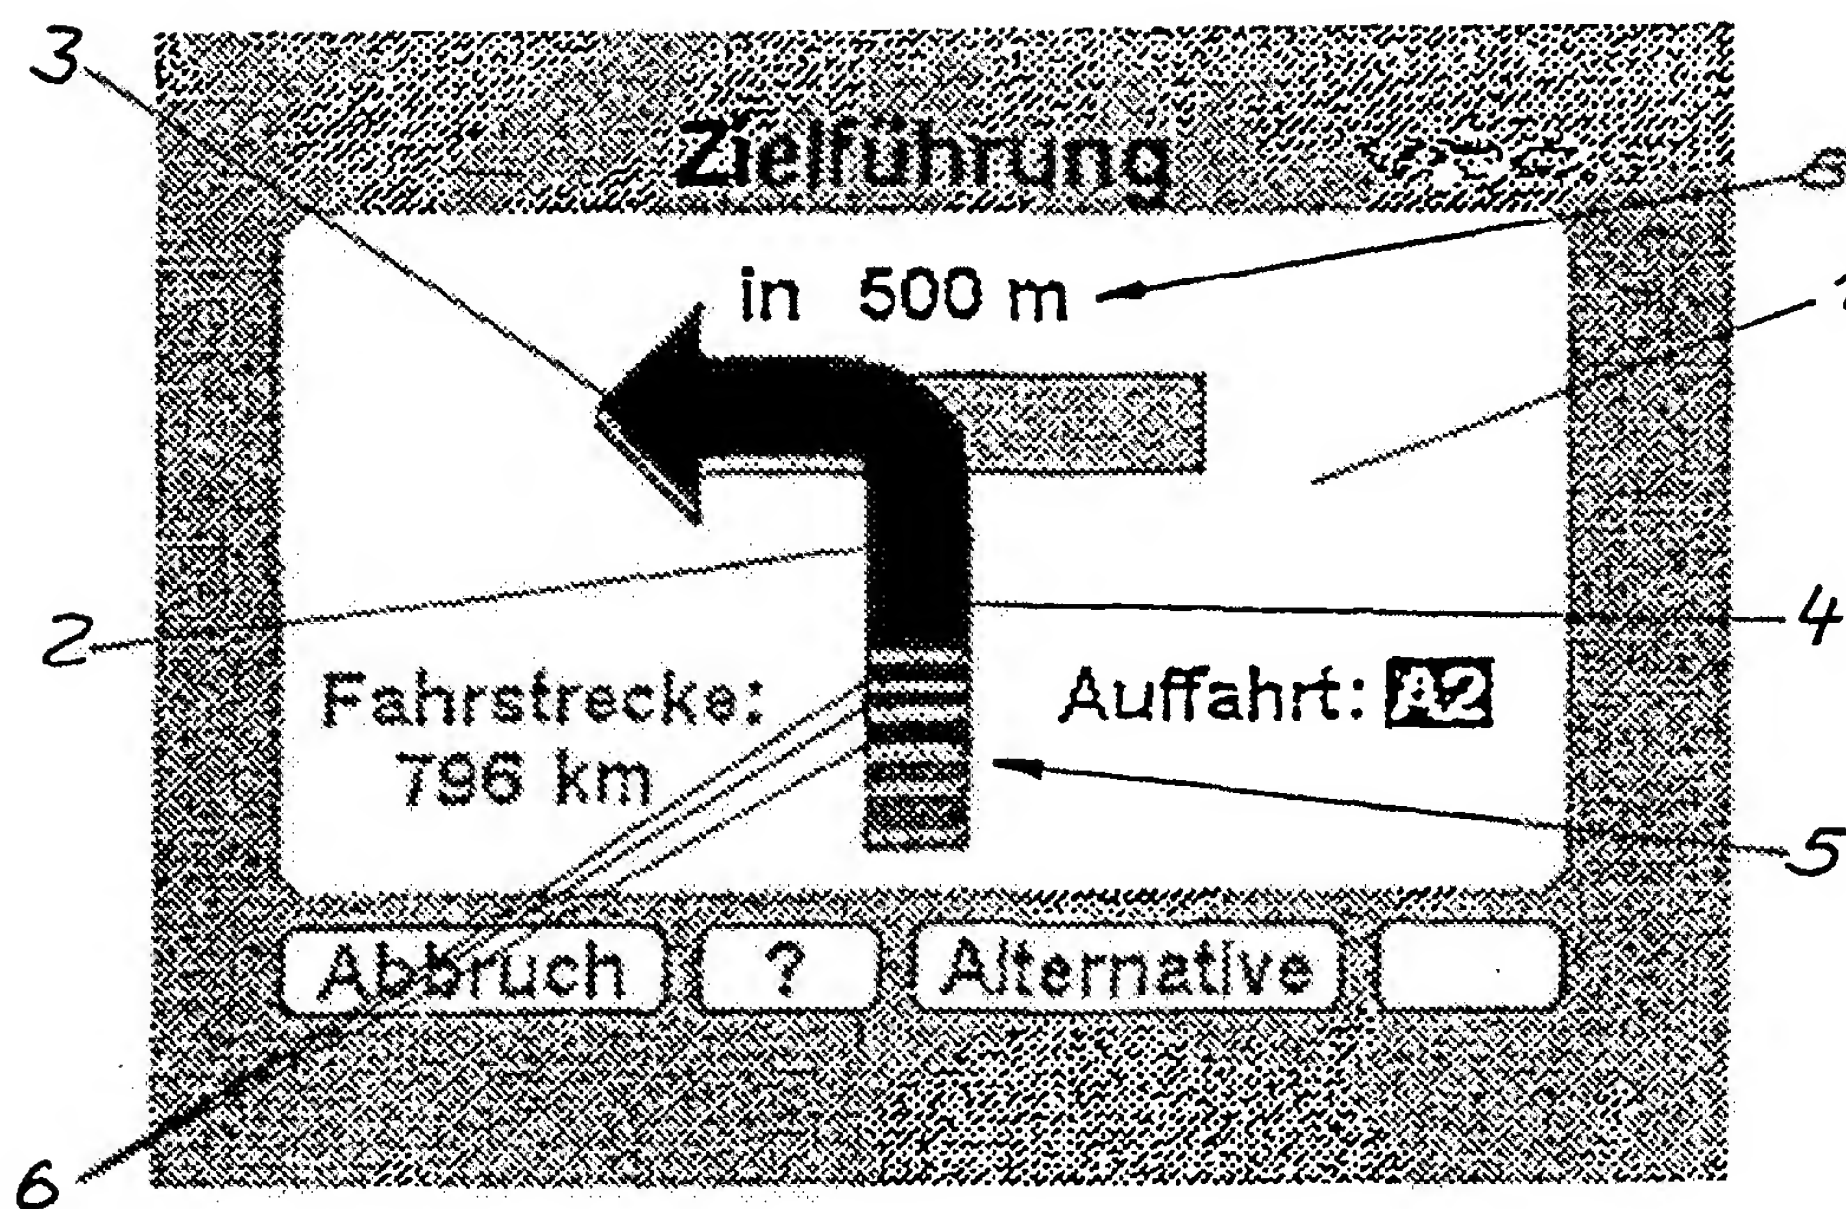 3
Zielführung
in 500 m
2
4
Fahrstrecke:
796 km
Auffahrt: A2
5
Abbruch
?
Alternative
6